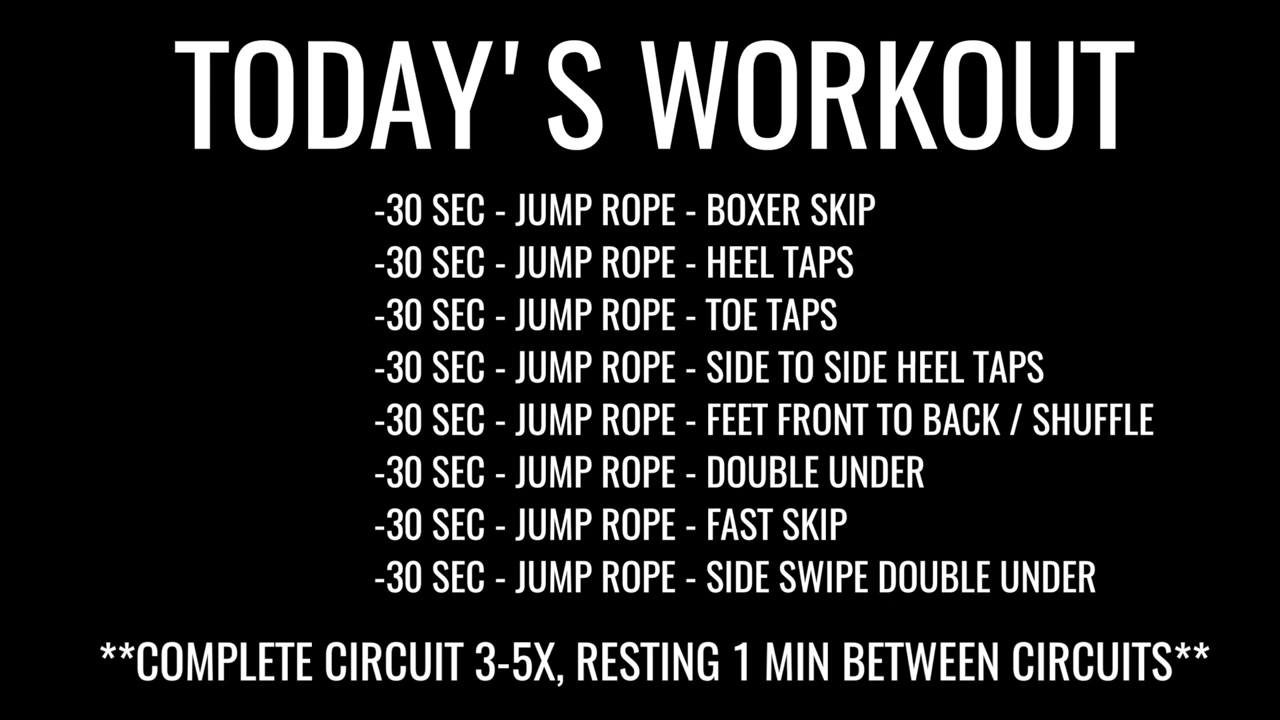 TODAY'S WORKOUT
-30 SEC - JUMP ROPE - BOXER SKIP
-30 SEC - JUMP ROPE - HEEL TAPS
-30 SEC - JUMP ROPE - TOE TAPS
-30 SEC - JUMP ROPE - SIDE TO SIDE HEEL TAPS
-30 SEC - JUMP ROPE - FEET FRONT TO BACK / SHUFFLE
-30 SEC - JUMP ROPE - DOUBLE UNDER
-30 SEC - JUMP ROPE - FAST SKIP
-30 SEC - JUMP ROPE - SIDE SWIPE DOUBLE UNDER
**COMPLETE CIRCUIT 3-5X, RESTING 1 MIN BETWEEN CIRCUITS**